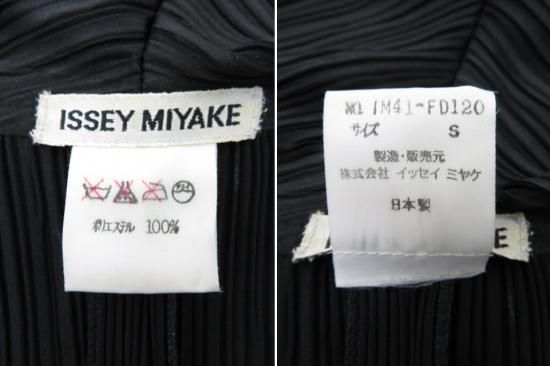 ISSEY MIYAKE
ポリエステル 100%
NO. IM41-FD120
サイズ S
製造・販売元
株式会社 イッセイ ミヤケ
日本製
KE